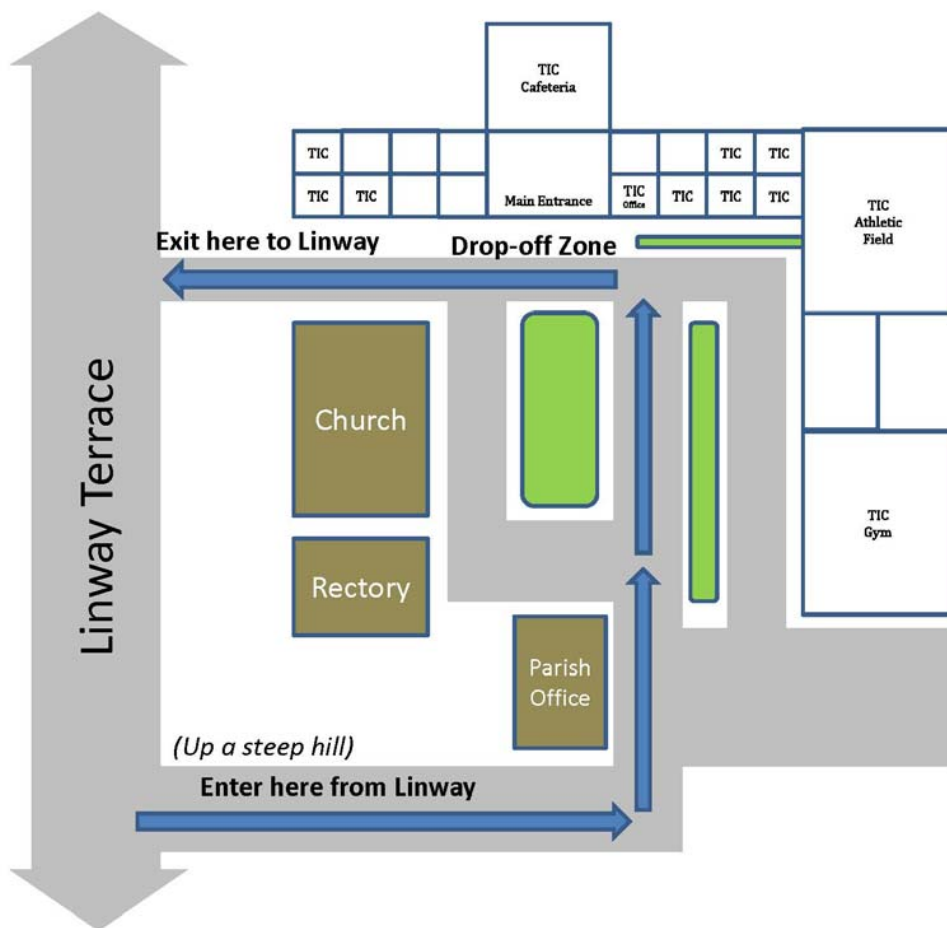 TIC
Cafeteria
TIC
TIC
TIC
TIC
TIC
Main Entrance
TIC
Office
TIC
TIC
TIC
TIC
Athletic
Field
Exit here to Linway
Drop-off Zone
Linway Terrace
Church
Rectory
TIC
Gym
Parish
Office
(Up a steep hill)
Enter here from Linway